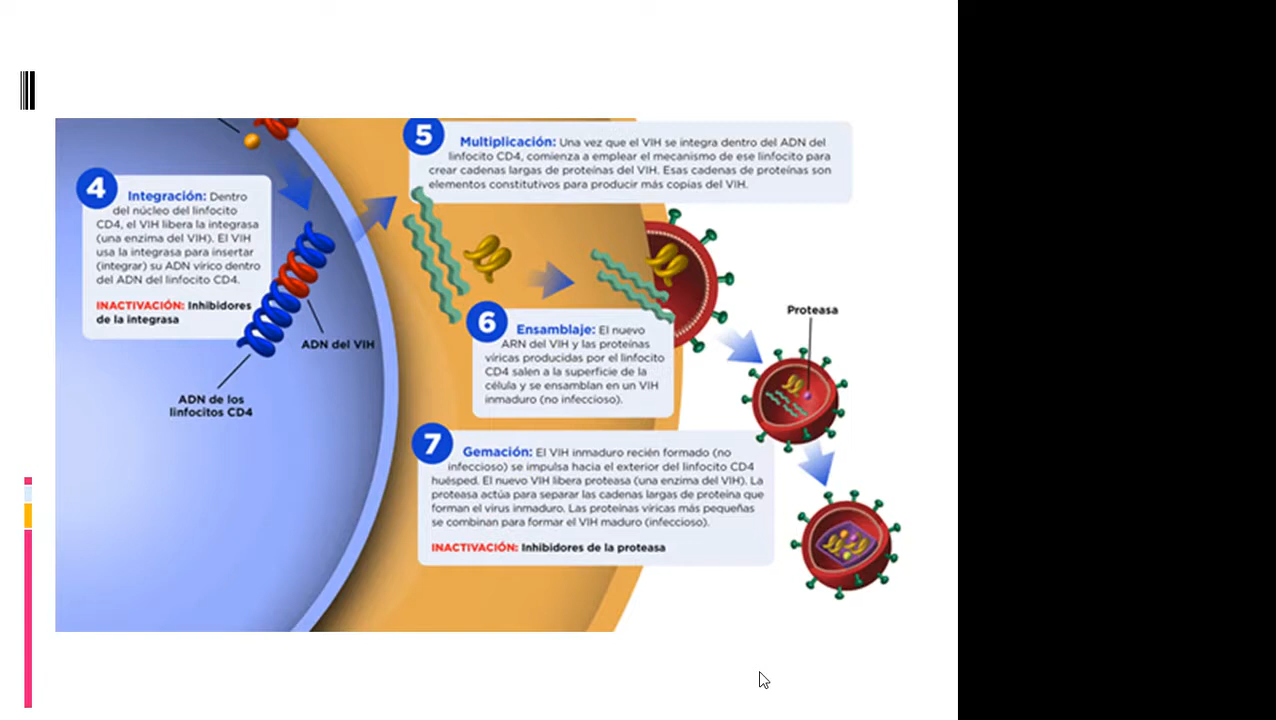 5
Multiplicación: Una vez que el VIH se integra dentro del ADN del
linfocito CD4, comienza a emplear el mecanismo de ese linfocito para
crear cadenas largas de proteínas del VIH. Esas cadenas de proteínas son
elementos constitutivos para producir más copias del VIH.
4
Integración: Dentro
del núcleo del linfocito
CD4, el VIH libera la integrasa
(una enzima del VIH). El VIH
usa la integrasa para insertar
(integrar) su ADN vírico dentro
del ADN del linfocito CD4.
INACTIVACIÓN: Inhibidores
de la integrasa
ADN del VIH
ADN de los
linfocitos CD4
6
Ensamblaje: El nuevo
ARN del VIH y las proteínas
víricas producidas por el linfocito
CD4 salen a la superficie de la
célula y se ensamblan en un VIH
inmaduro (no infeccioso).
Proteasa
7
Gemación: El VIH inmaduro recién formado (no
infeccioso) se impulsa hacia el exterior del linfocito CD4
huésped. El nuevo VIH libera proteasa (una enzima del VIH). La
proteasa actúa para separar las cadenas largas de proteína que
forman el virus inmaduro. Las proteínas víricas más pequeñas
se combinan para formar el VIH maduro (infeccioso).
INACTIVACIÓN: Inhibidores de la proteasa